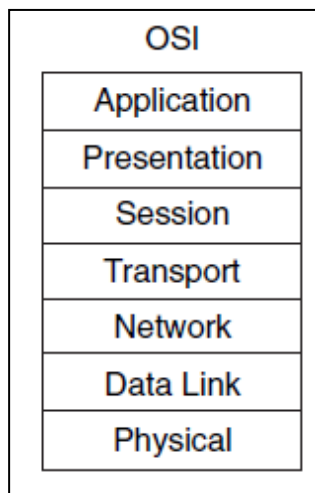 OSI
Application
Presentation
Session
Transport
Network
Data Link
Physical